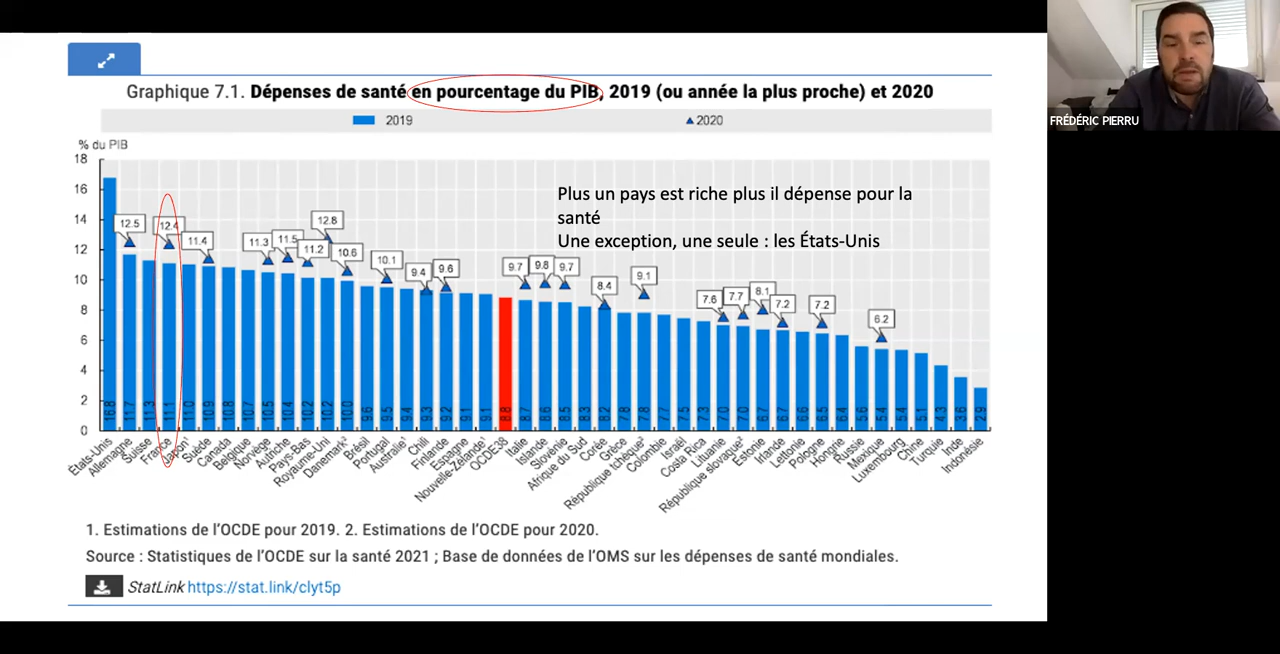 Graphique 7.1. Dépenses de santé en pourcentage du PIB, 2019 (ou année la plus proche) et 2020
2019
2020
% du PIB
18
16
14
12
10
8
6
4
2
0
Plus un pays est riche plus il dépense pour la
santé
Une exception, une seule : les États-Unis
12.5
12.4
11.4
11.3
11.5
11.2
12.8
10.6
10.1
9.4
9.6
9.7
9.8
9.7
8.4
9.1
7.6
7.7
8.1
7.2
7.2
6.2
16.8
11.7
11.3
11.1
11.0
10.9
10.8
10.7
10.5
10.4
10.2
10.2
10.0
9.6
9.5
9.4
9.3
9.2
9.1
9.1
8.8
8.7
8.6
8.5
8.3
8.2
7.8
7.8
7.7
7.5
7.3
7.0
7.0
6.7
6.7
6.6
6.5
6.4
5.6
5.4
5.4
5.1
4.3
3.6
2.9
États-Unis
Allemagne
Suisse
France
Japon¹
Suède
Canada
Belgique
Norvège
Autriche
Pays-Bas
Royaume-Uni
Danemark²
Brésil
Portugal
Australie¹
Chili
Finlande
Espagne
Nouvelle-Zélande¹
OCDE38
Italie
Islande
Slovénie
Afrique du Sud
Corée
Grèce
République tchèque²
Colombie
Israël
Costa Rica
Lituanie
République slovaque²
Estonie
Irlande
Lettonie
Pologne
Hongrie
Russie
Mexique
Luxembourg
Chine
Turquie
Inde
Indonésie
1. Estimations de l'OCDE pour 2019. 2. Estimations de l'OCDE pour 2020.
Source : Statistiques de l'OCDE sur la santé 2021 ; Base de données de l'OMS sur les dépenses de santé mondiales.
StatLink https://stat.link/clyt5p
FRÉDÉRIC PIERRU